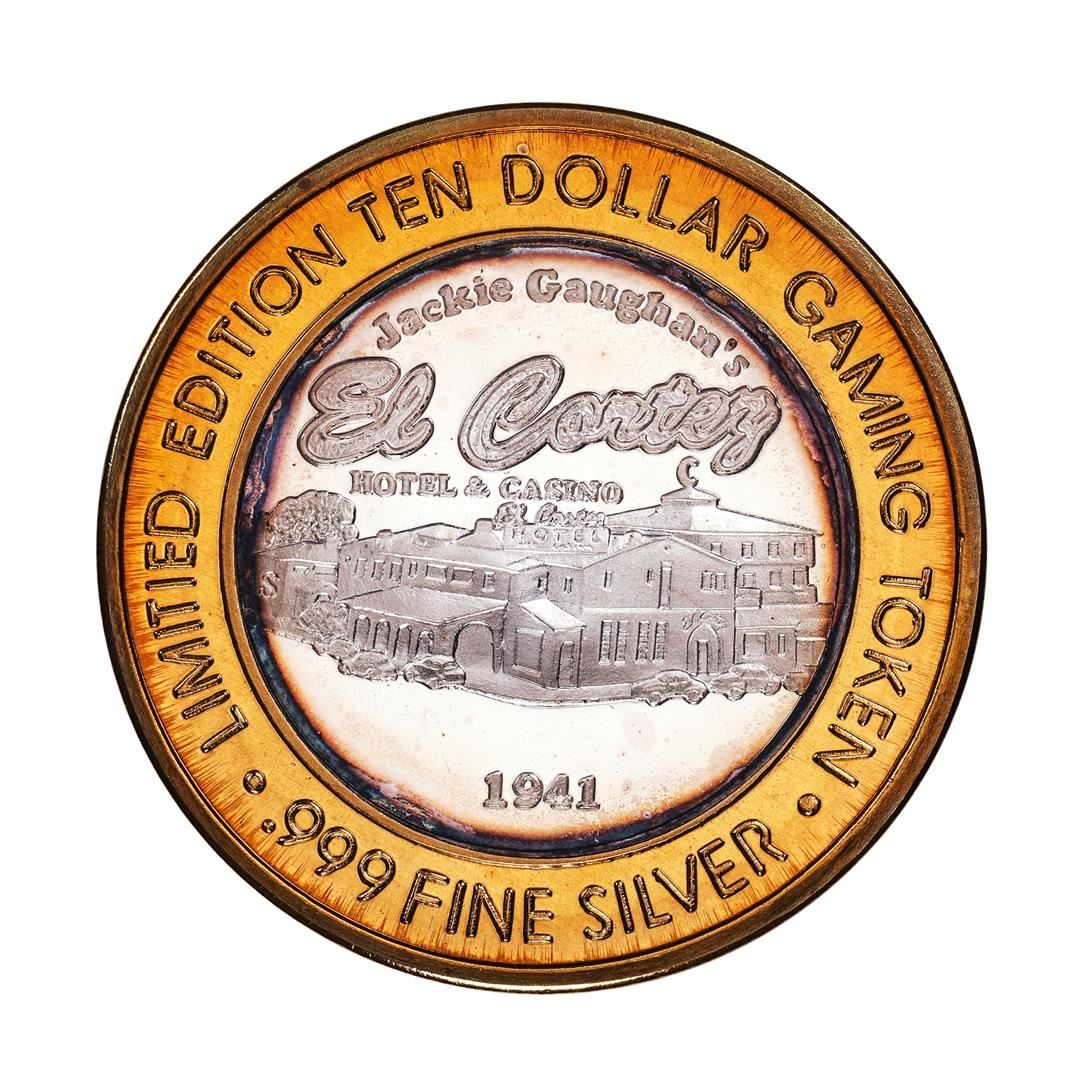 LIMITED EDITION TEN DOLLAR GAMING TOKEN
Jackie Gaughan's
El Cortez
HOTEL & CASINO
C
El Cortez
HOTEL
S
1941
.999 FINE SILVER